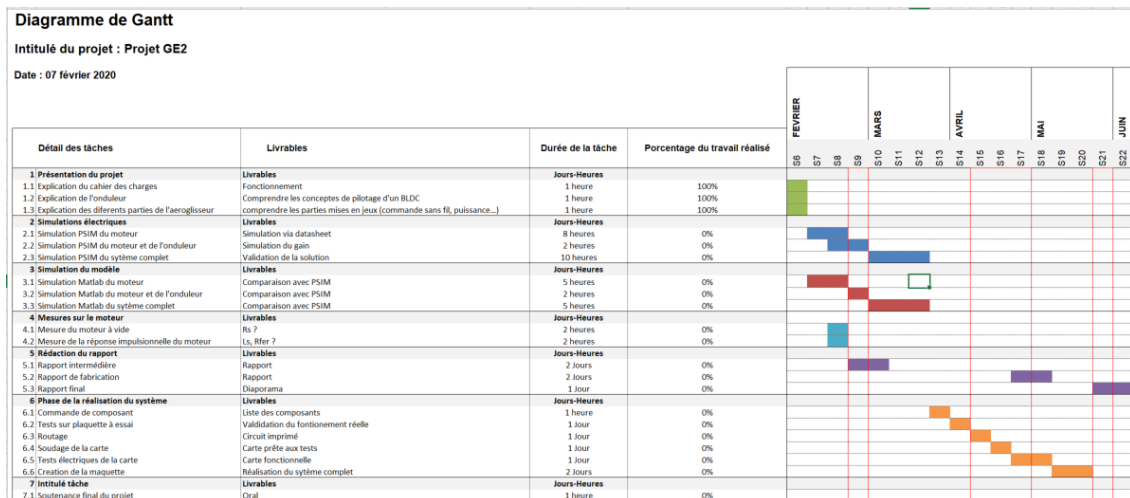 Diagramme de Gantt
Intitulé du projet : Projet GE2
Date : 07 février 2020
FEVRIER MARS AVRIL MAI JUIN
Détail des tâches Livrables Durée de la tâche Porcentage du travail réalisé S6 S7 S8 S9 S10 S11 S12 S13 S14 S15 S16 S17 S18 S19 S20 S21 S22
1 Présentation du projet Livrables Jours-Heures
1.1 Explication du cahier des charges Fonctionnement 1 heure 100%
1.2 Explication de l'onduleur Comprendre les conceptes de pilotage d'un BLDC 1 heure 100%
1.3 Explication des diferents parties de l'aeroglisseur comprendre les parties mises en jeu (commande sans fil, puissance...) 1 heure 100%
2 Simulations électriques Livrables Jours-Heures
2.1 Simulation PSIM du moteur Simulation via datasheet 8 heures 0%
2.2 Simulation PSIM du moteur et de l'onduleur Simulation du gain 2 heures 0%
2.3 Simulation PSIM du sytème complet Validation de la solution 10 heures 0%
3 Simulation du modèle Livrables Jours-Heures
3.1 Simulation Matlab du moteur Comparaison avec PSIM 5 heures 0%
3.2 Simulation Matlab du moteur et de l'onduleur Comparaison avec PSIM 2 heures 0%
3.3 Simulation Matlab du sytème complet Comparaison avec PSIM 5 heures 0%
4 Mesures sur le moteur Livrables Jours-Heures
4.1 Mesure du moteur à vide Rs ? 2 heures 0%
4.2 Mesure de la réponse impulsionnelle du moteur Ls, Rfer ? 2 heures 0%
5 Rédaction du rapport Livrables Jours-Heures
5.1 Rapport intermédière Rapport 2 Jours 0%
5.2 Rapport de fabrication Rapport 2 Jours 0%
5.3 Rapport final Diaporama 1 Jour 0%
6 Phase de la réalisation du système Livrables Jours-Heures
6.1 Commande de composant Liste des composants 1 heure 0%
6.2 Tests sur plaquette à essai Valdidation du fontionement réelle 1 Jour 0%
6.3 Routage Circuit imprimé 1 Jour 0%
6.4 Soudage de la carte Carte prête aux tests 1 Jour 0%
6.5 Tests électriques de la carte Carte fonctionnelle 1 Jour 0%
6.6 Creation de la maquette Réalisation du sytème complet 2 Jours 0%
7 Intitulé tâche Livrables Jours-Heures
7.1 Soutenance final du projet Oral 1 heure 0%